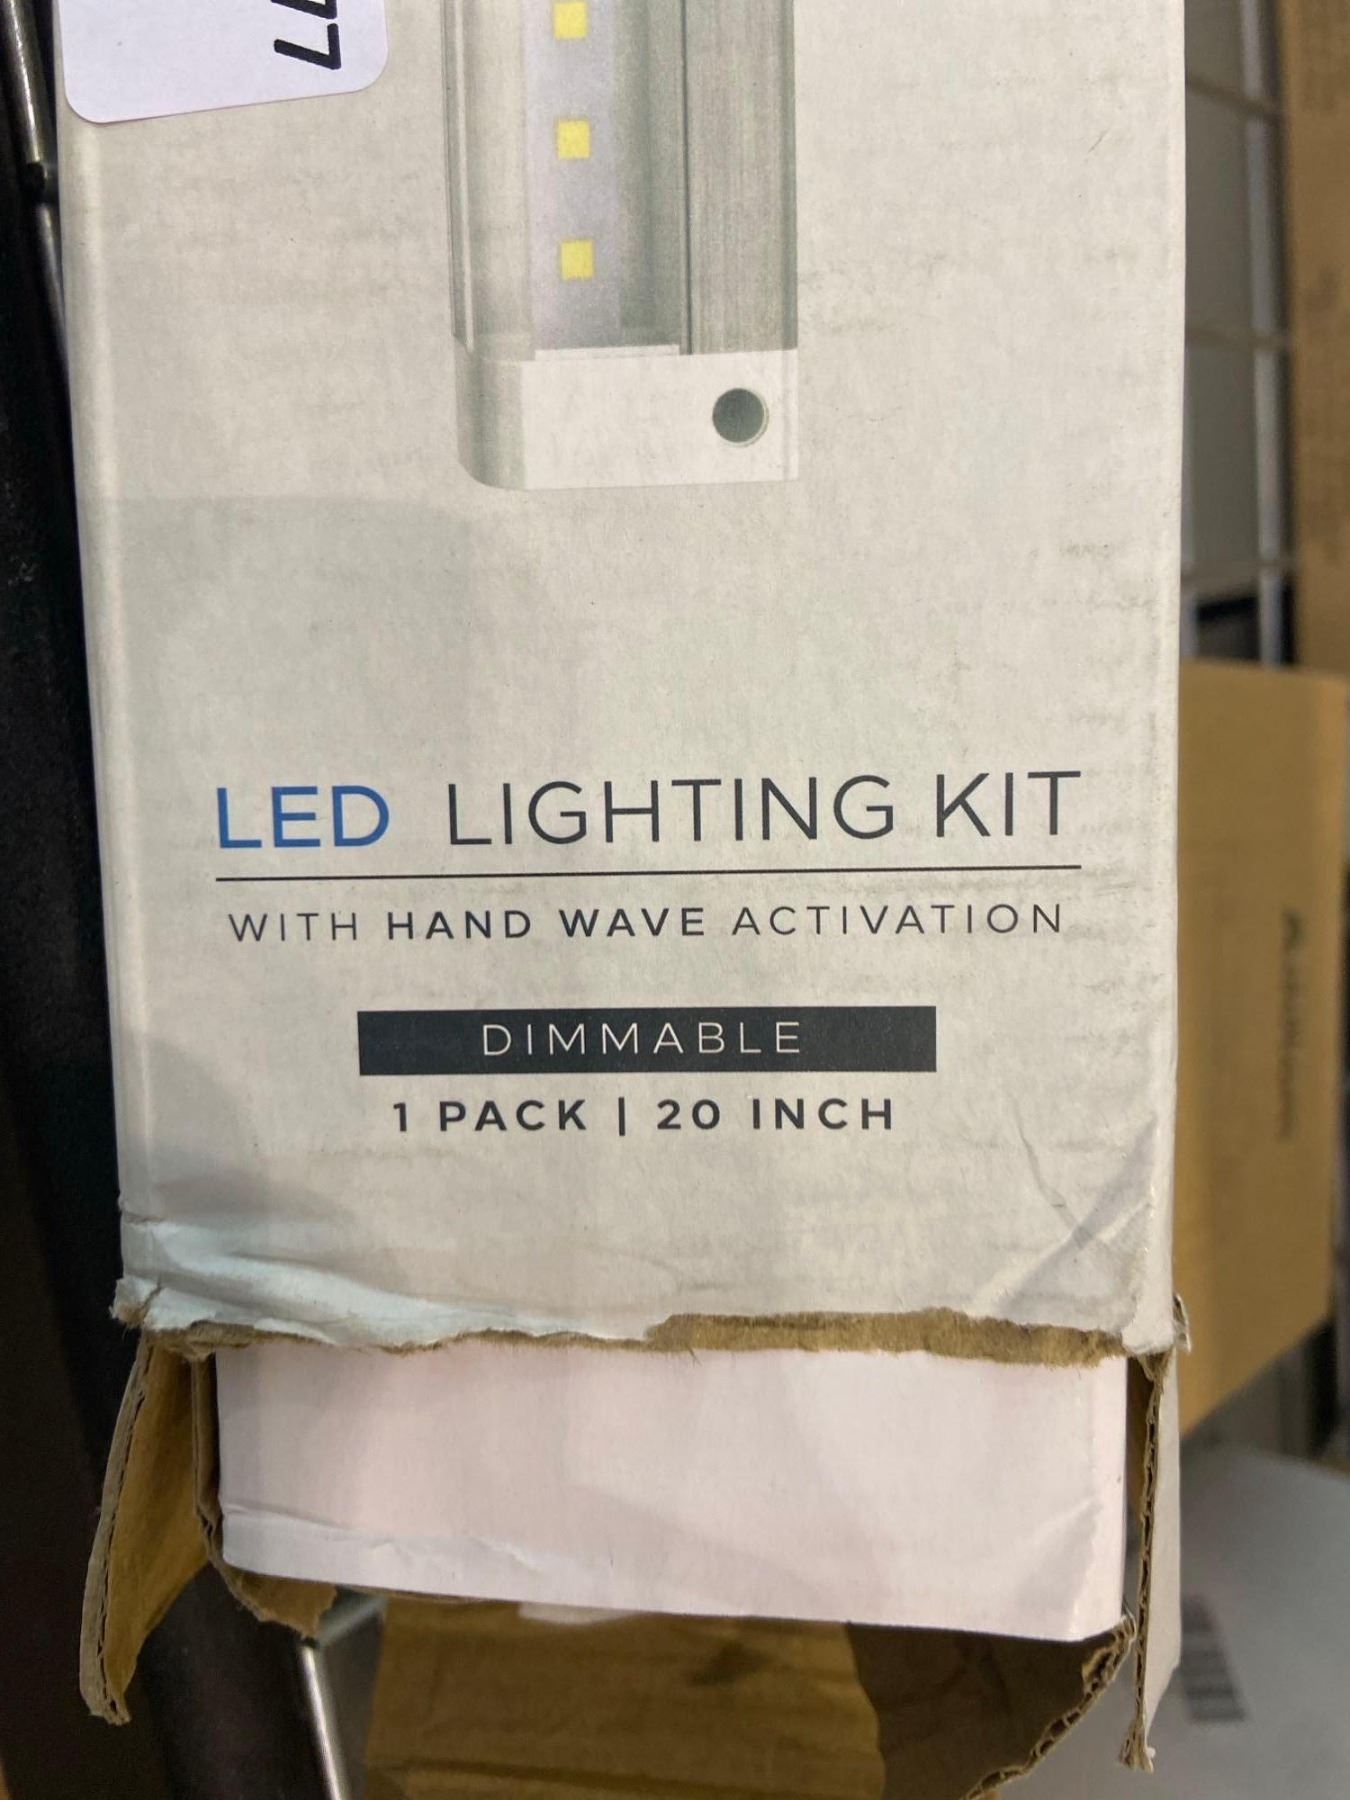 LED LIGHTING KIT
WITH HAND WAVE ACTIVATION
DIMMABLE
1 PACK | 20 INCH